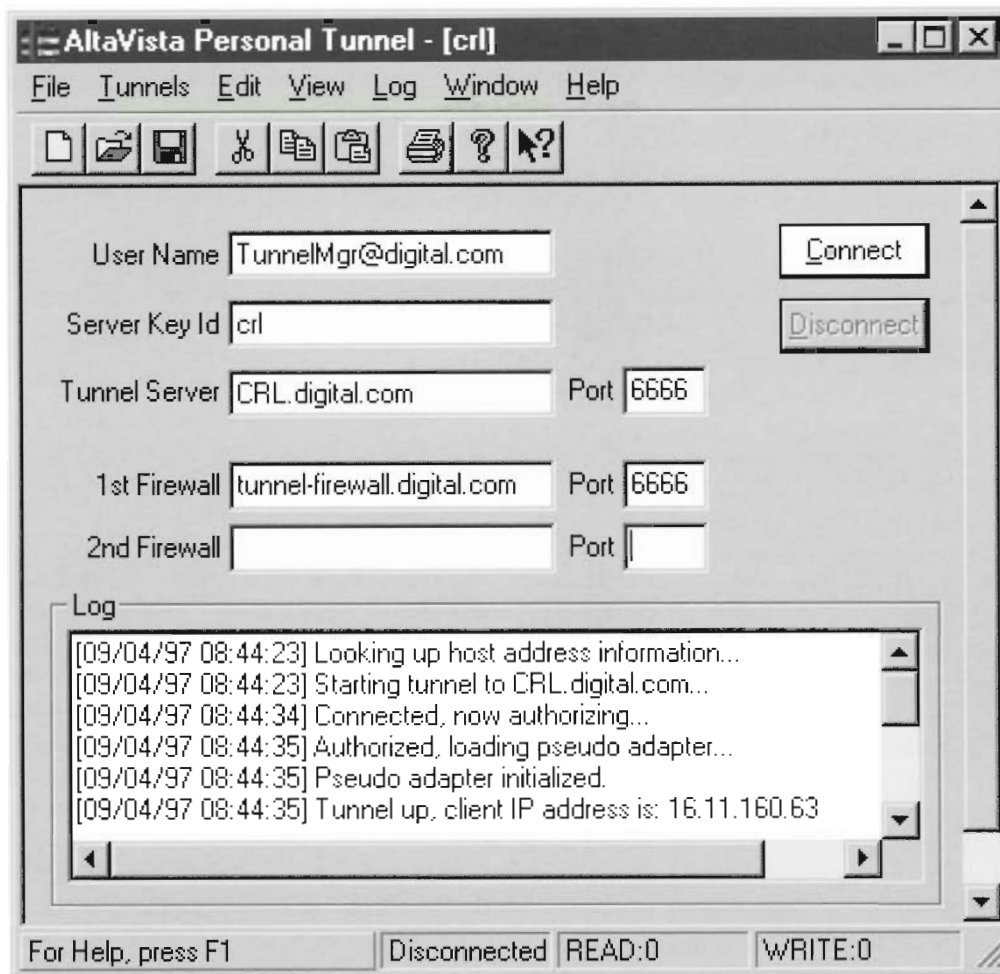 AltaVista Personal Tunnel - [crl]
File Tunnels Edit View Log Window Help
User Name TunnelMgr@digital.com Connect
Server Key Id crl Disconnect
Tunnel Server CRL.digital.com Port 6666
1st Firewall tunnel-firewall.digital.com Port 6666
2nd Firewall Port
Log
[09/04/97 08:44:23] Looking up host address information...
[09/04/97 08:44:23] Starting tunnel to CRL.digital.com...
[09/04/97 08:44:34] Connected, now authorizing...
[09/04/97 08:44:35] Authorized, loading pseudo adapter...
[09/04/97 08:44:35] Pseudo adapter initialized.
[09/04/97 08:44:35] Tunnel up, client IP address is: 16.11.160.63
For Help, press F1 Disconnected READ:0 WRITE:0